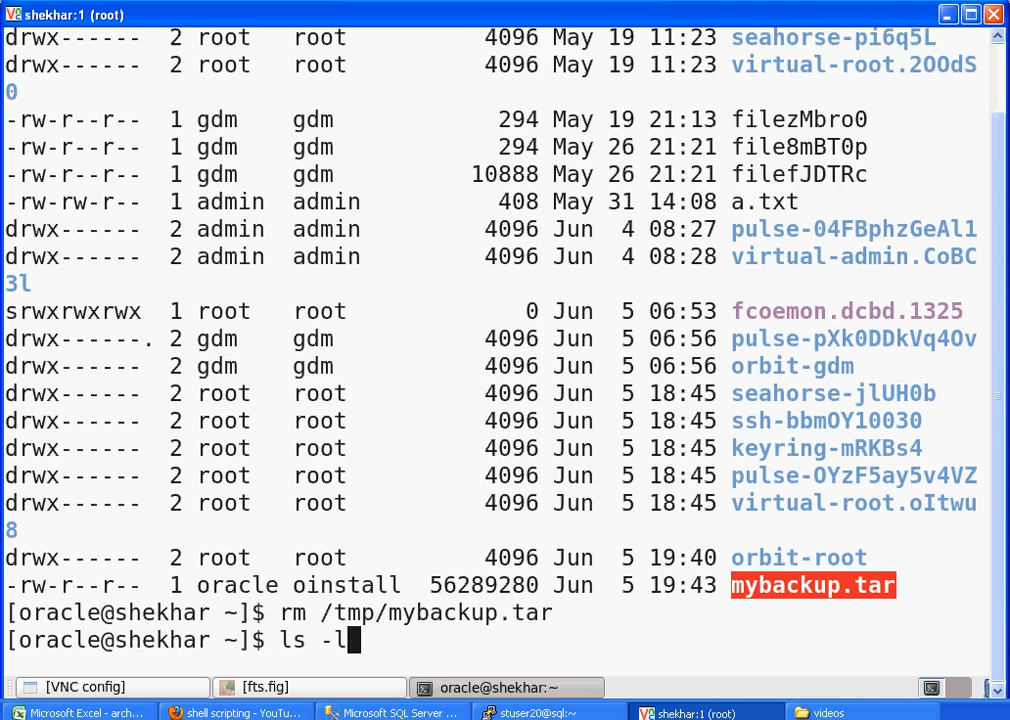 shekhar:1 (root)
drwx------ 2 root root 4096 May 19 11:23 seahorse-pi6q5L
drwx------ 2 root root 4096 May 19 11:23 virtual-root.2OOdS
0
-rw-r--r-- 1 gdm gdm 294 May 19 21:13 filezMbro0
-rw-r--r-- 1 gdm gdm 294 May 26 21:21 file8mBT0p
-rw-r--r-- 1 gdm gdm 10888 May 26 21:21 filefJDTRc
-rw-rw-r-- 1 admin admin 408 May 31 14:08 a.txt
drwx------ 2 admin admin 4096 Jun 4 08:27 pulse-04FBphzGeAl1
drwx------ 2 admin admin 4096 Jun 4 08:28 virtual-admin.CoBC
3l
srwxrwxrwx 1 root root 0 Jun 5 06:53 fcoemon.dcbd.1325
drwx------. 2 gdm gdm 4096 Jun 5 06:56 pulse-pXk0DDkVq4Ov
drwx------ 2 gdm gdm 4096 Jun 5 06:56 orbit-gdm
drwx------ 2 root root 4096 Jun 5 18:45 seahorse-jlUH0b
drwx------ 2 root root 4096 Jun 5 18:45 ssh-bbmOY10030
drwx------ 2 root root 4096 Jun 5 18:45 keyring-mRKBs4
drwx------ 2 root root 4096 Jun 5 18:45 pulse-OYzF5ay5v4VZ
drwx------ 2 root root 4096 Jun 5 18:45 virtual-root.oItwu
8
drwx------ 2 root root 4096 Jun 5 19:40 orbit-root
-rw-r--r-- 1 oracle oinstall 56289280 Jun 5 19:43 mybackup.tar
[oracle@shekhar ~]$ rm /tmp/mybackup.tar
[oracle@shekhar ~]$ ls -l
[VNC config] [fts.fig] oracle@shekhar:~
Microsoft Excel - arch... shell scripting - YouTu... Microsoft SQL Server ... stuser20@sql:~ shekhar:1 (root) videos